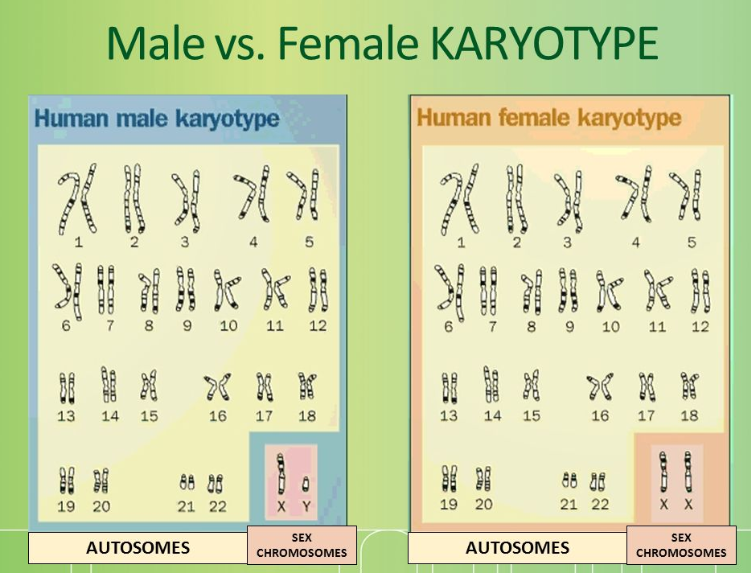 Male vs. Female KARYOTYPE
Human male karyotype
1 2 3 4 5
6 7 8 9 10 11 12
13 14 15 16 17 18
19 20 21 22 X Y
AUTOSOMES
SEX
CHROMOSOMES
Human female karyotype
1 2 3 4 5
6 7 8 9 10 11 12
13 14 15 16 17 18
19 20 21 22 X X
AUTOSOMES
SEX
CHROMOSOMES